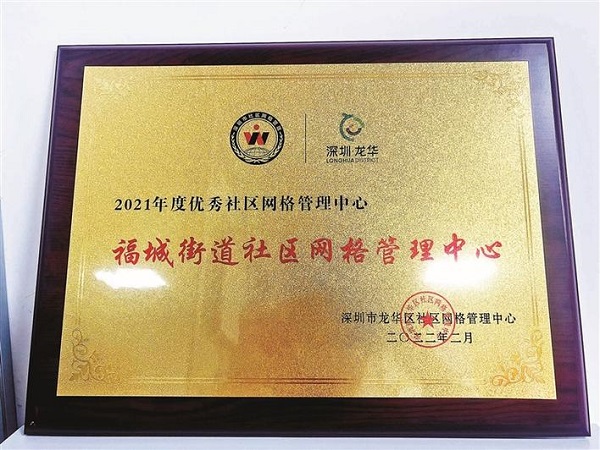 深圳 龙华
LONGHUA DISTRICT
2021年度优秀社区网格管理中心
福城街道社区网格管理中心
深圳市龙华区社区网格管理中心
二〇二二年二月